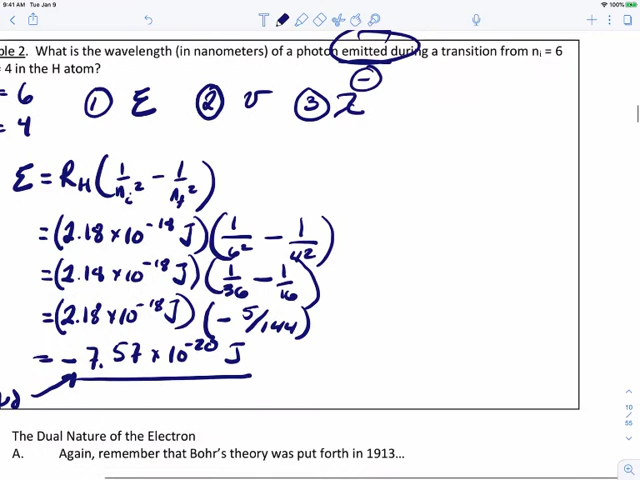 9:41 AM Tue Jan 9
100%
ple 2. What is the wavelength (in nanometers) of a photon emitted during a transition from nᵢ = 6
= 4 in the H atom?
= 6
= 4
① E ② ν ③ λ
−
E = R_H (1/nᵢ² − 1/n_f²)
= (2.18 × 10⁻¹⁸ J) (1/6² − 1/4²)
= (2.18 × 10⁻¹⁸ J) (1/36 − 1/16)
= (2.18 × 10⁻¹⁸ J) (− 5/144)
= − 7.57 × 10⁻²⁰ J
The Dual Nature of the Electron
A. Again, remember that Bohr's theory was put forth in 1913...
10
/
55